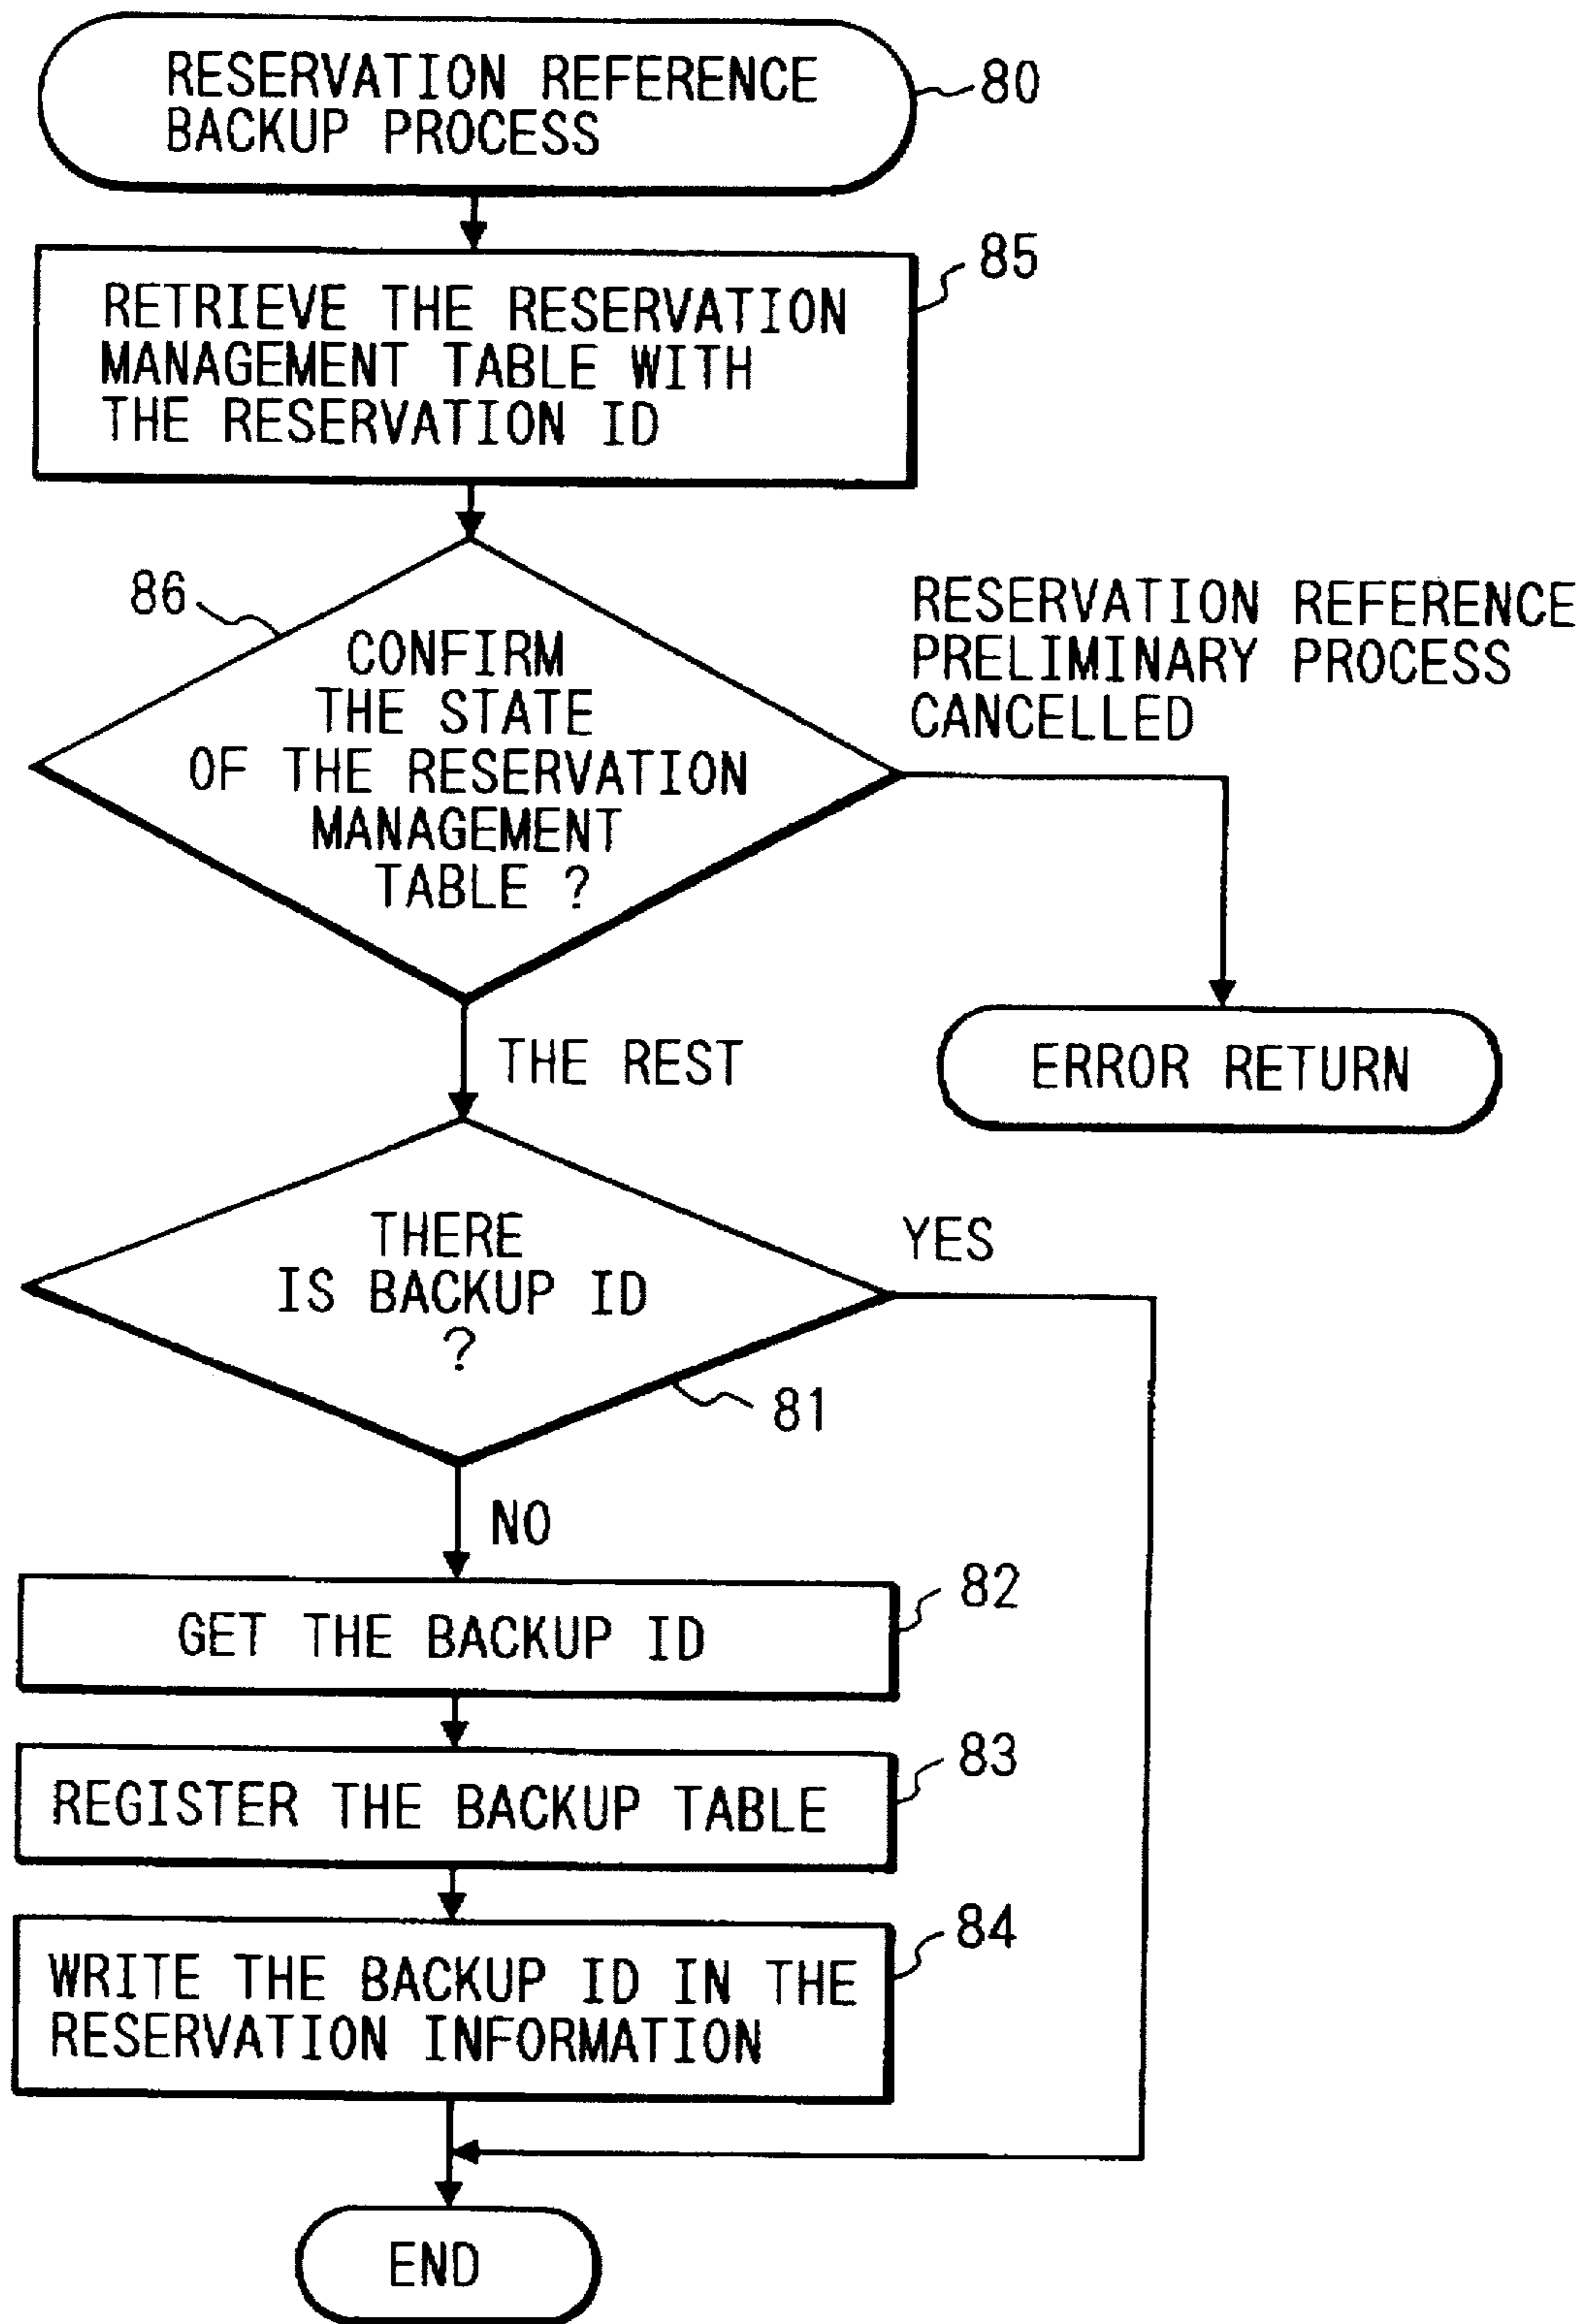 RESERVATION REFERENCE
BACKUP PROCESS
80
85
RETRIEVE THE RESERVATION
MANAGEMENT TABLE WITH
THE RESERVATION ID
86
CONFIRM
THE STATE
OF THE RESERVATION
MANAGEMENT
TABLE ?
RESERVATION REFERENCE
PRELIMINARY PROCESS
CANCELLED
THE REST
ERROR RETURN
THERE
IS BACKUP ID
?
YES
81
NO
82
GET THE BACKUP ID
83
REGISTER THE BACKUP TABLE
84
WRITE THE BACKUP ID IN THE
RESERVATION INFORMATION
END